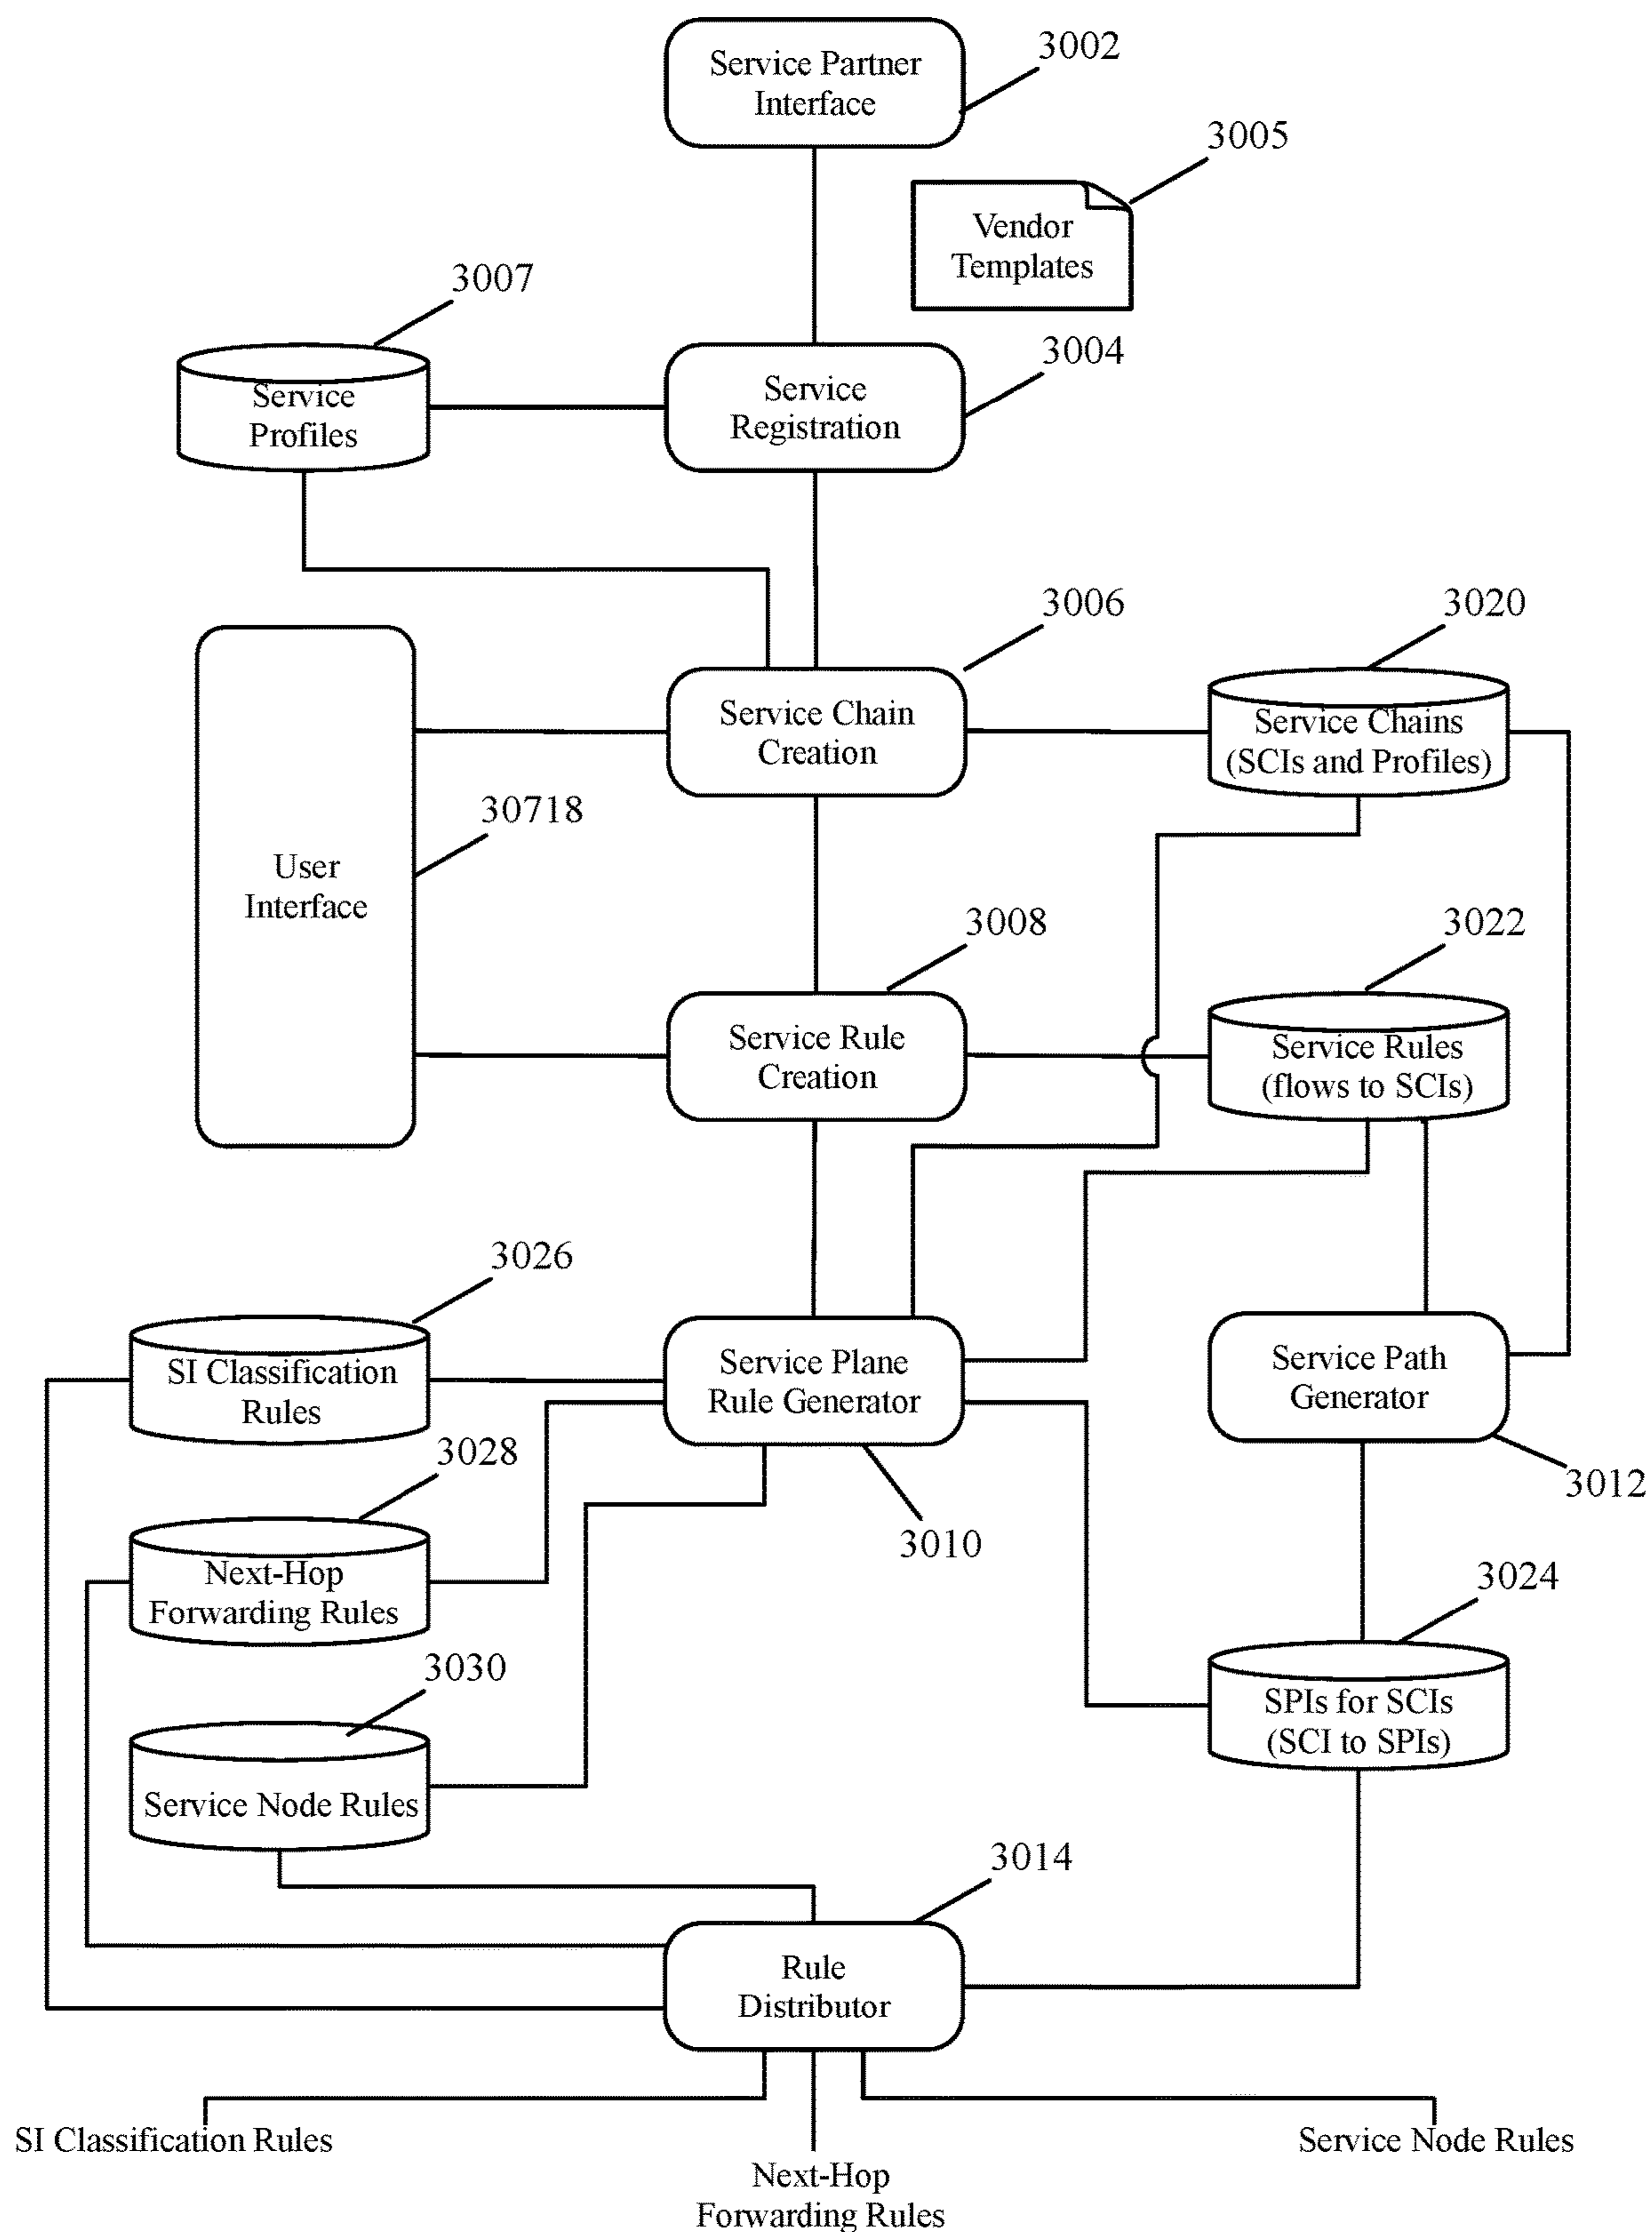 Service Partner
Interface
3002
3005
Vendor
Templates
3007
Service
Profiles
3004
Service
Registration
3006
3020
Service Chain
Creation
Service Chains
(SCIs and Profiles)
30718
User
Interface
3008
3022
Service Rule
Creation
Service Rules
(flows to SCIs)
3026
SI Classification
Rules
Service Plane
Rule Generator
Service Path
Generator
3028
3012
3010
Next-Hop
Forwarding Rules
3024
3030
SPIs for SCIs
(SCI to SPIs)
Service Node Rules
3014
Rule
Distributor
SI Classification Rules
Service Node Rules
Next-Hop
Forwarding Rules